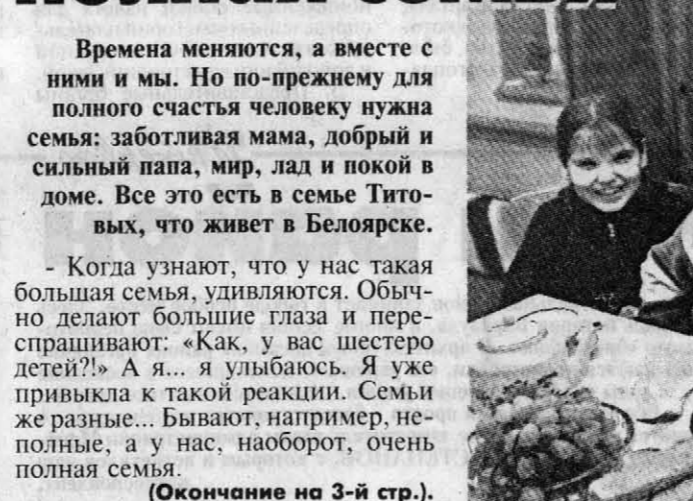 Времена меняются, а вместе с
ними и мы. Но по-прежнему для
полного счастья человеку нужна
семья: заботливая мама, добрый и
сильный папа, мир, лад и покой в
доме. Все это есть в семье Тито-
вых, что живет в Белоярске.
- Когда узнают, что у нас такая
большая семья, удивляются. Обыч-
но делают большие глаза и пере-
спрашивают: «Как, у вас шестеро
детей?!» А я... я улыбаюсь. Я уже
привыкла к такой реакции. Семьи
же разные... Бывают, например, не-
полные, а у нас, наоборот, очень
полная семья.
(Окончание на 3-й стр.).